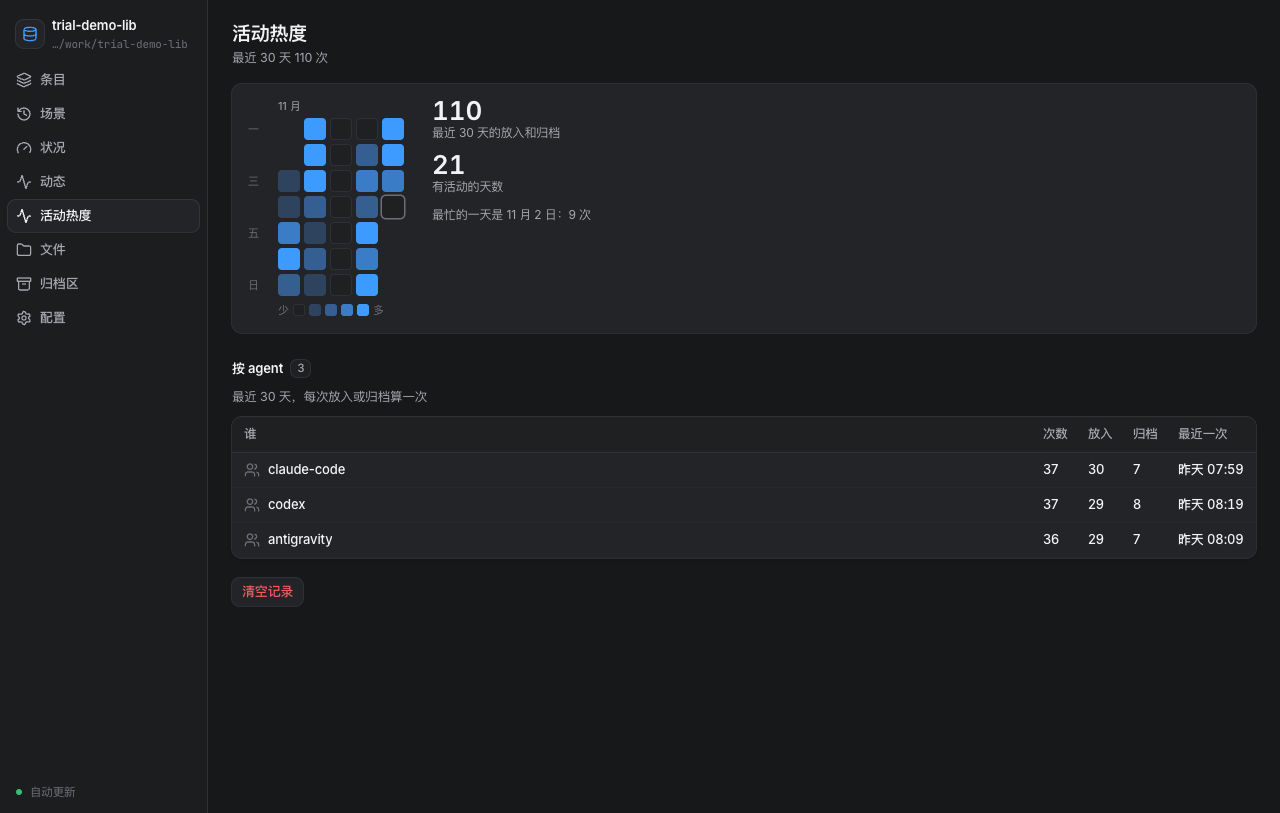 trial-demo-lib
…/work/trial-demo-lib
条目
场景
状况
动态
活动热度
文件
归档区
配置
自动更新
活动热度
最近 30 天 110 次
11 月
一
三
五
日
少
多
110
最近 30 天的放入和归档
21
有活动的天数
最忙的一天是 11 月 2 日：9 次
按 agent 3
最近 30 天，每次放入或归档算一次
谁 次数 放入 归档 最近一次
claude-code 37 30 7 昨天 07:59
codex 37 29 8 昨天 08:19
antigravity 36 29 7 昨天 08:09
清空记录